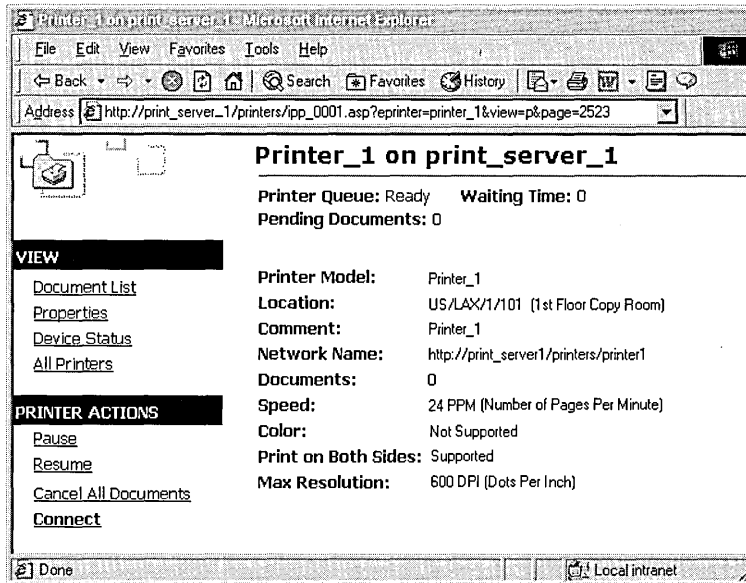 Printer_1 on print_server_1 - Microsoft Internet Explorer
File Edit View Favorites Tools Help
Back Search Favorites History
Address http://print_server_1/printers/ipp_0001.asp?eprinter=printer_1&view=p&page=2523
Printer_1 on print_server_1
Printer Queue: Ready Waiting Time: 0
Pending Documents: 0
VIEW
Document List
Properties
Device Status
All Printers
PRINTER ACTIONS
Pause
Resume
Cancel All Documents
Connect
Printer Model: Printer_1
Location: US/LAX/1/101 (1st Floor Copy Room)
Comment: Printer_1
Network Name: http://print_server1/printers/printer1
Documents: 0
Speed: 24 PPM (Number of Pages Per Minute)
Color: Not Supported
Print on Both Sides: Supported
Max Resolution: 600 DPI (Dots Per Inch)
Done Local intranet